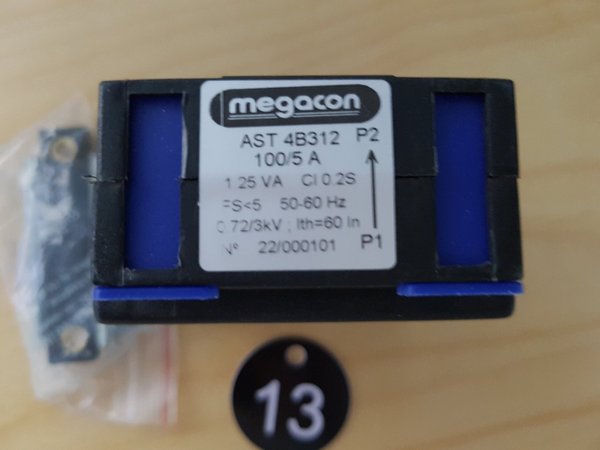 megacon
AST 4B312 P2
100/5 A
1.25 VA Cl 0.2S
FS<5 50-60 Hz
0.72/3kV ; Ith=60 In
N° 22/000101 P1
13